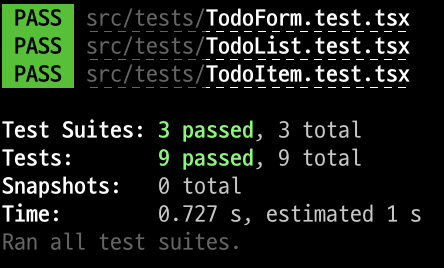 PASS src/tests/TodoForm.test.tsx
PASS src/tests/TodoList.test.tsx
PASS src/tests/TodoItem.test.tsx
Test Suites: 3 passed, 3 total
Tests: 9 passed, 9 total
Snapshots: 0 total
Time: 0.727 s, estimated 1 s
Ran all test suites.